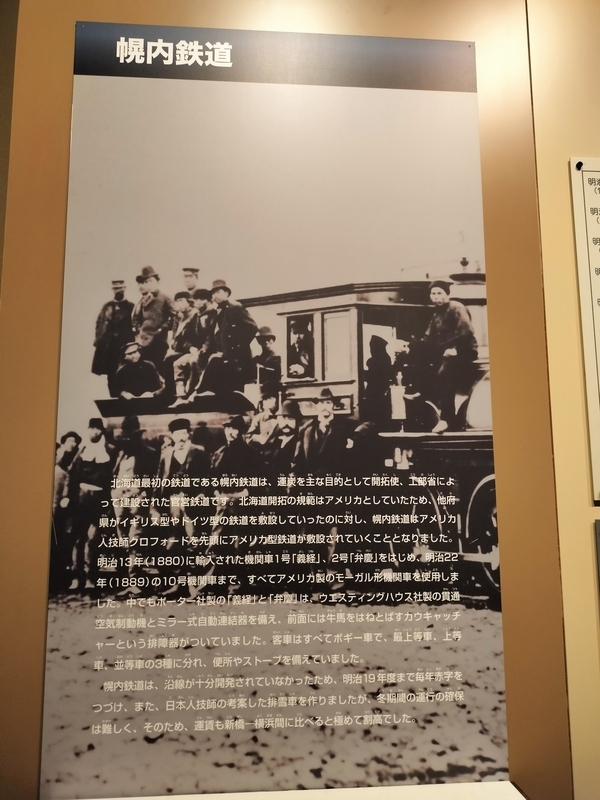 幌内鉄道
北海道最初の鉄道である幌内鉄道は、運炭を主な目的として開拓使、工部省によ
って建設された官営鉄道です。北海道開拓の規範はアメリカとしていたため、他府
県がイギリス型やドイツ型の鉄道を敷設していったのに対し、幌内鉄道はアメリカ
人技師クロフォードを先頭にアメリカ型鉄道が敷設されていくこととなりました。
明治13年(1880)に輸入された機関車1号「義経」、2号「弁慶」をはじめ、明治22
年(1889)の10号機関車まで、すべてアメリカ製のモーガル形機関車を使用しま
した。中でもポーター社製の「義経」と「弁慶」は、ウエスティングハウス社製の貫通
空気制動機とミラー式自動連結器を備え、前面には牛馬をはねとばすカウキャッチ
ャーという排障器がついていました。客車はすべてボギー車で、最上等車、上等
車、並等車の3種に分れ、便所やストーブを備えていました。
幌内鉄道は、沿線が十分開発されていなかったため、明治19年度まで毎年赤字を
つづけ、また、日本人技師の考案した排雪車を作りましたが、冬期間の運行の確保
は難しく、そのため、運賃も新橋―横浜間に比べると極めて割高でした。
明治